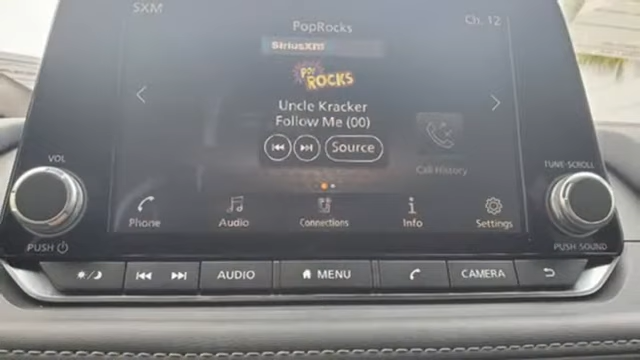 SXM
PopRocks
Ch. 12
SiriusXM
POP ROCKS
Uncle Kracker
Follow Me (00)
Source
Call History
Phone Audio Connections Info Settings
VOL
PUSH
TUNE·SCROLL
PUSH SOUND
AUDIO MENU CAMERA